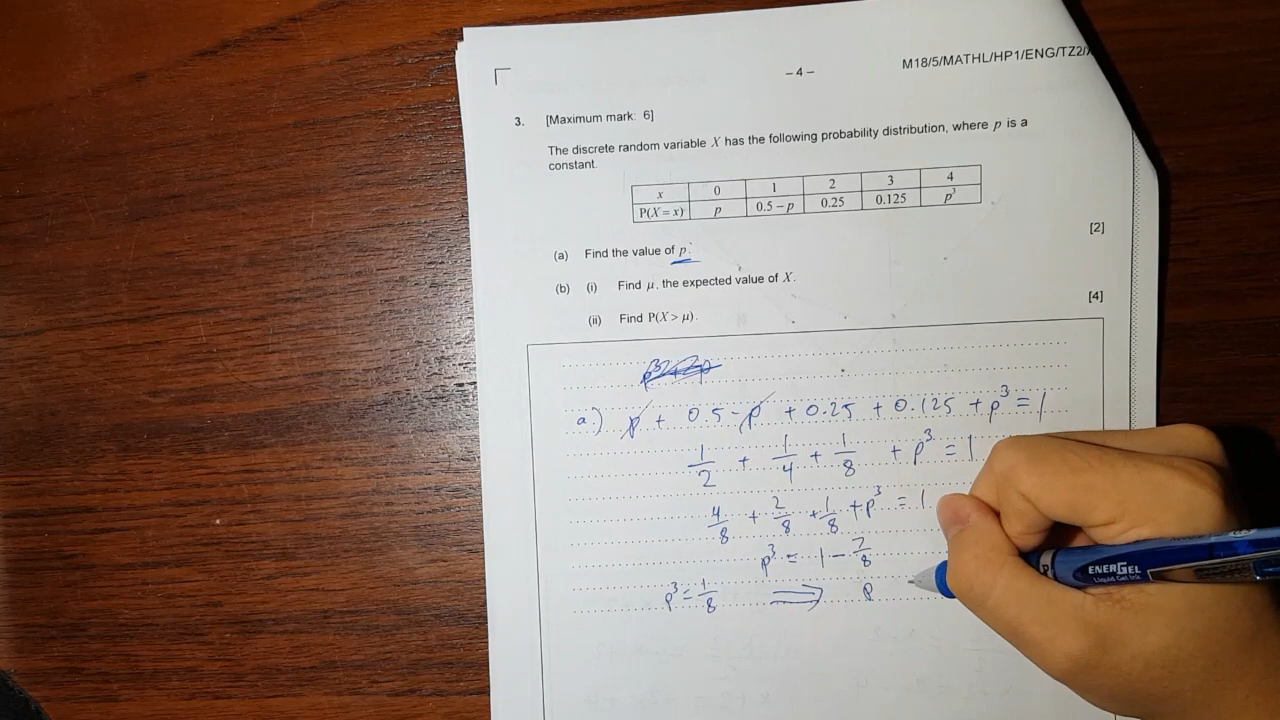 – 4 –
M18/5/MATHL/HP1/ENG/TZ2/
3. [Maximum mark: 6]
The discrete random variable X has the following probability distribution, where p is a
constant.
x 0 1 2 3 4
P(X = x) p 0.5 – p 0.25 0.125 p³
[2]
(a) Find the value of p.
(b) (i) Find μ, the expected value of X.
[4]
(ii) Find P(X > μ).
a.) p + 0.5 - p + 0.25 + 0.125 + p³ = 1
1/2 + 1/4 + 1/8 + p³ = 1
4/8 + 2/8 + 1/8 + p³ = 1
p³ = 1 - 7/8
p³ = 1/8 ⟹ p
ENERGEL
Liquid Gel Ink